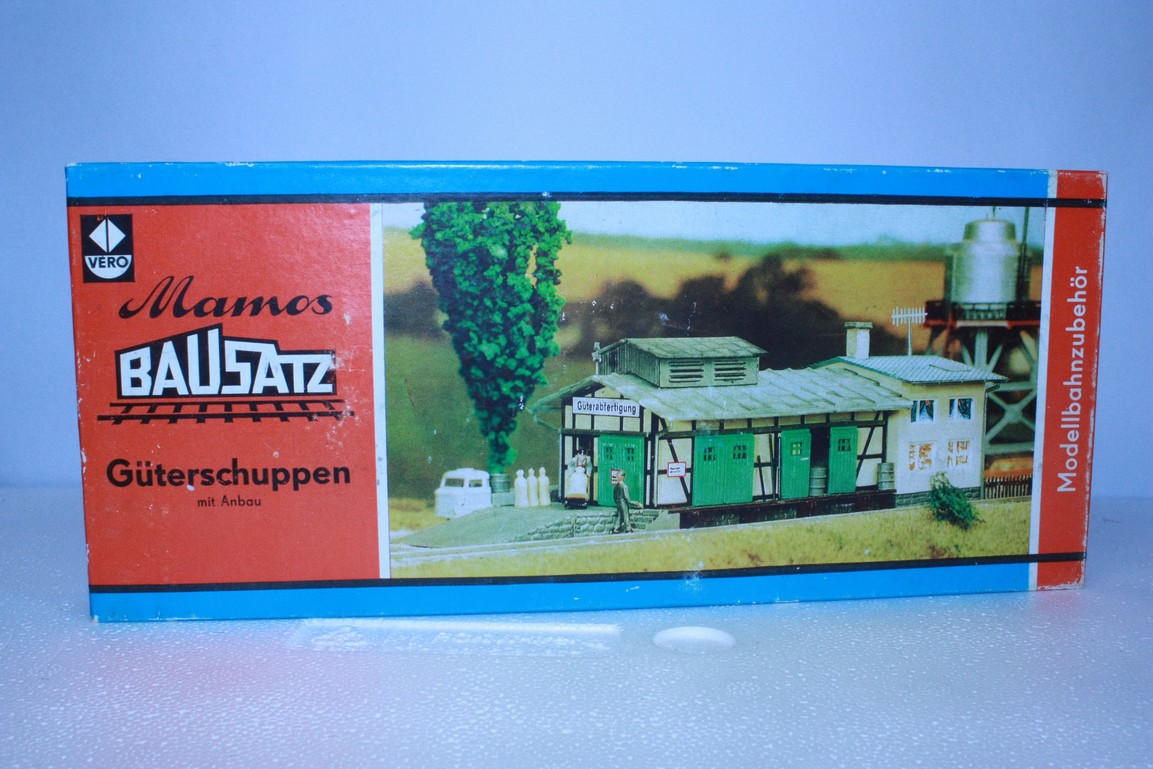 VERO
Mamos
BAUSATZ
Güterschuppen
mit Anbau
Güterabfertigung
Modellbahnzubehör